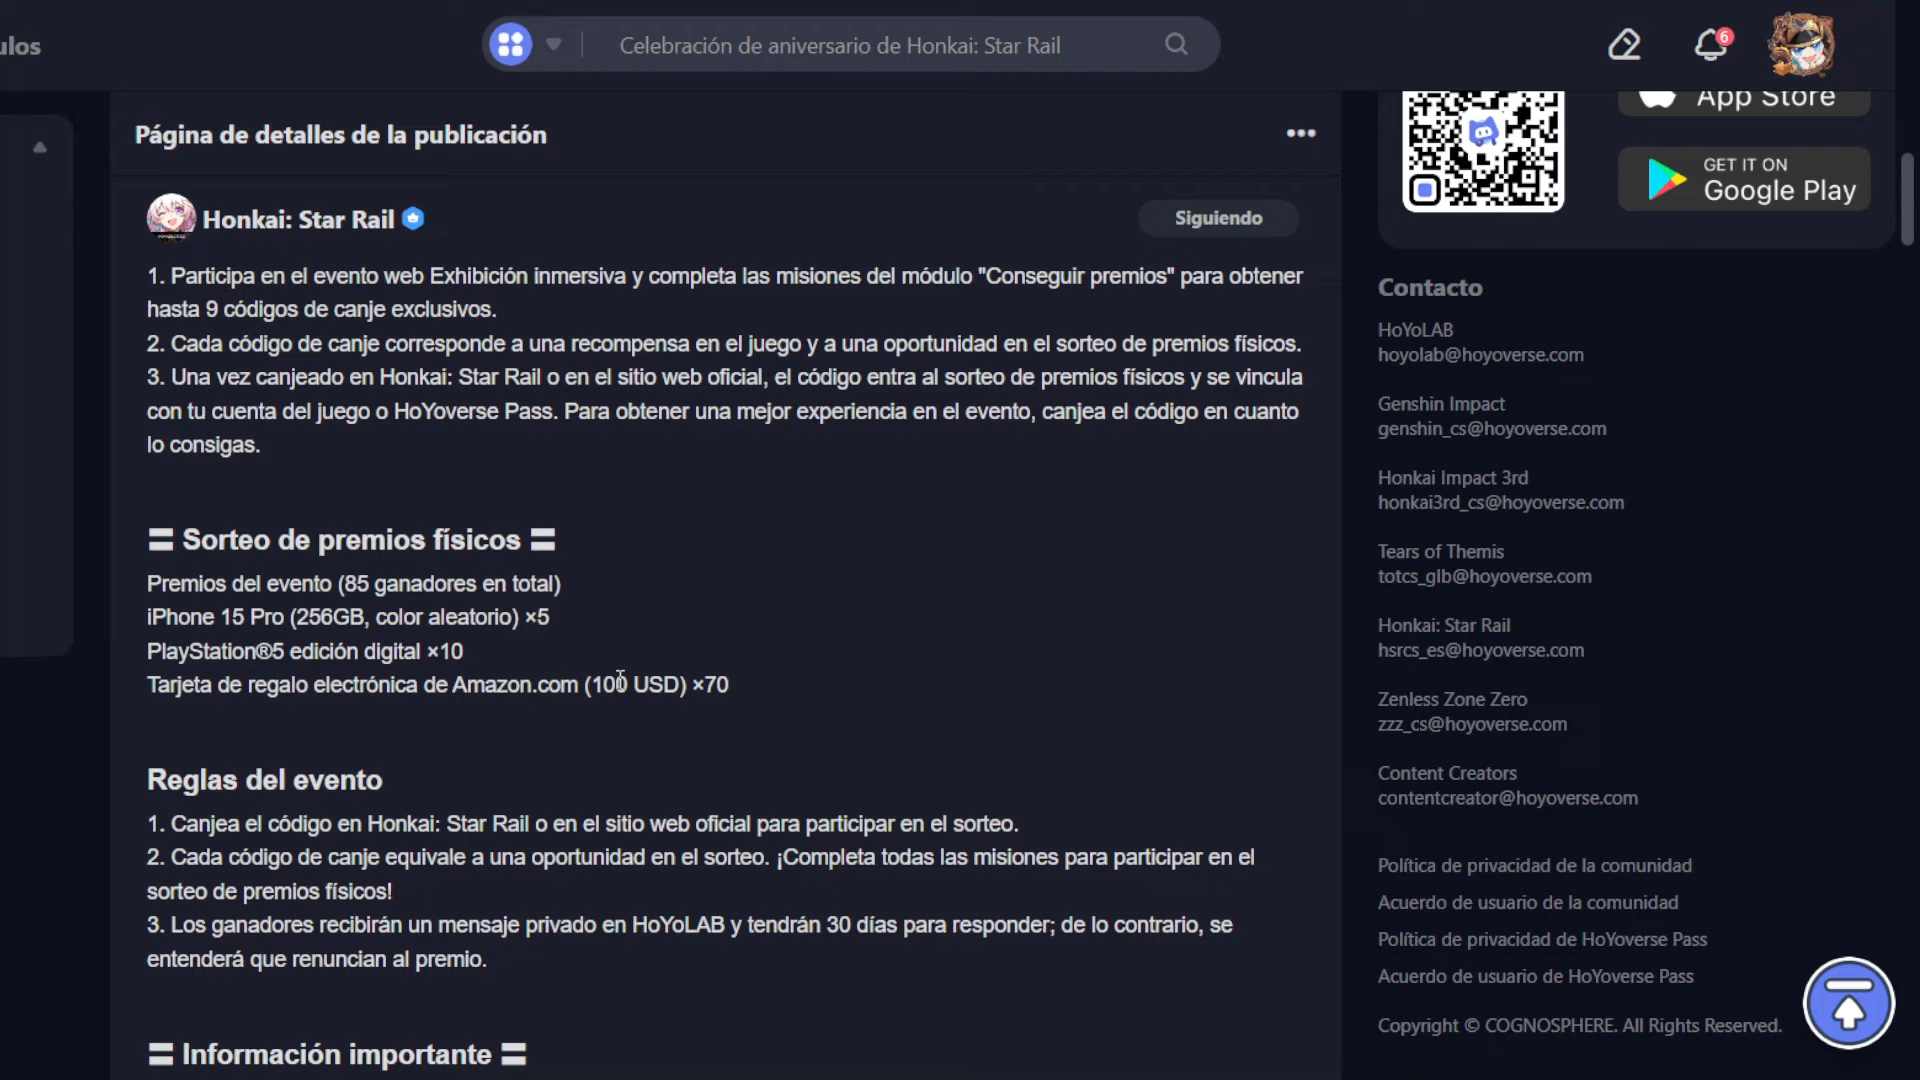 ulos
Celebración de aniversario de Honkai: Star Rail
6
Página de detalles de la publicación
•••
Honkai: Star Rail
Siguiendo
1. Participa en el evento web Exhibición inmersiva y completa las misiones del módulo "Conseguir premios" para obtener
hasta 9 códigos de canje exclusivos.
2. Cada código de canje corresponde a una recompensa en el juego y a una oportunidad en el sorteo de premios físicos.
3. Una vez canjeado en Honkai: Star Rail o en el sitio web oficial, el código entra al sorteo de premios físicos y se vincula
con tu cuenta del juego o HoYoverse Pass. Para obtener una mejor experiencia en el evento, canjea el código en cuanto
lo consigas.
〓 Sorteo de premios físicos 〓
Premios del evento (85 ganadores en total)
iPhone 15 Pro (256GB, color aleatorio) ×5
PlayStation®5 edición digital ×10
Tarjeta de regalo electrónica de Amazon.com (100 USD) ×70
Reglas del evento
1. Canjea el código en Honkai: Star Rail o en el sitio web oficial para participar en el sorteo.
2. Cada código de canje equivale a una oportunidad en el sorteo. ¡Completa todas las misiones para participar en el
sorteo de premios físicos!
3. Los ganadores recibirán un mensaje privado en HoYoLAB y tendrán 30 días para responder; de lo contrario, se
entenderá que renuncian al premio.
〓 Información importante 〓
App Store
GET IT ON
Google Play
Contacto
HoYoLAB
hoyolab@hoyoverse.com
Genshin Impact
genshin_cs@hoyoverse.com
Honkai Impact 3rd
honkai3rd_cs@hoyoverse.com
Tears of Themis
totcs_glb@hoyoverse.com
Honkai: Star Rail
hsrcs_es@hoyoverse.com
Zenless Zone Zero
zzz_cs@hoyoverse.com
Content Creators
contentcreator@hoyoverse.com
Política de privacidad de la comunidad
Acuerdo de usuario de la comunidad
Política de privacidad de HoYoverse Pass
Acuerdo de usuario de HoYoverse Pass
Copyright © COGNOSPHERE. All Rights Reserved.